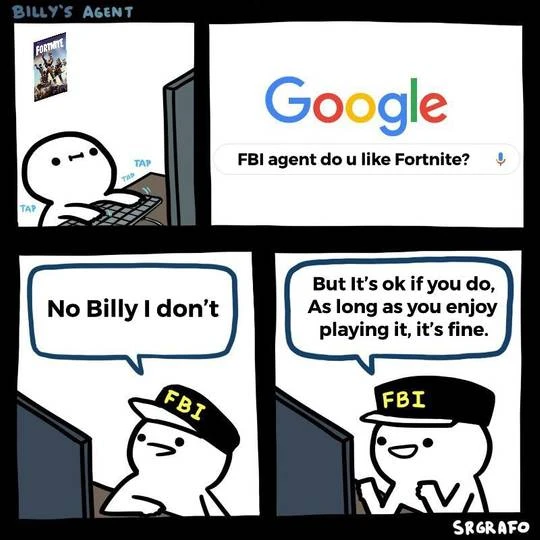 BILLY'S AGENT
FORTNITE
TAP
TAP
TAP
Google
FBI agent do u like Fortnite?
No Billy I don't
But It's ok if you do,
As long as you enjoy
playing it, it's fine.
FBI
FBI
SRGRAFO